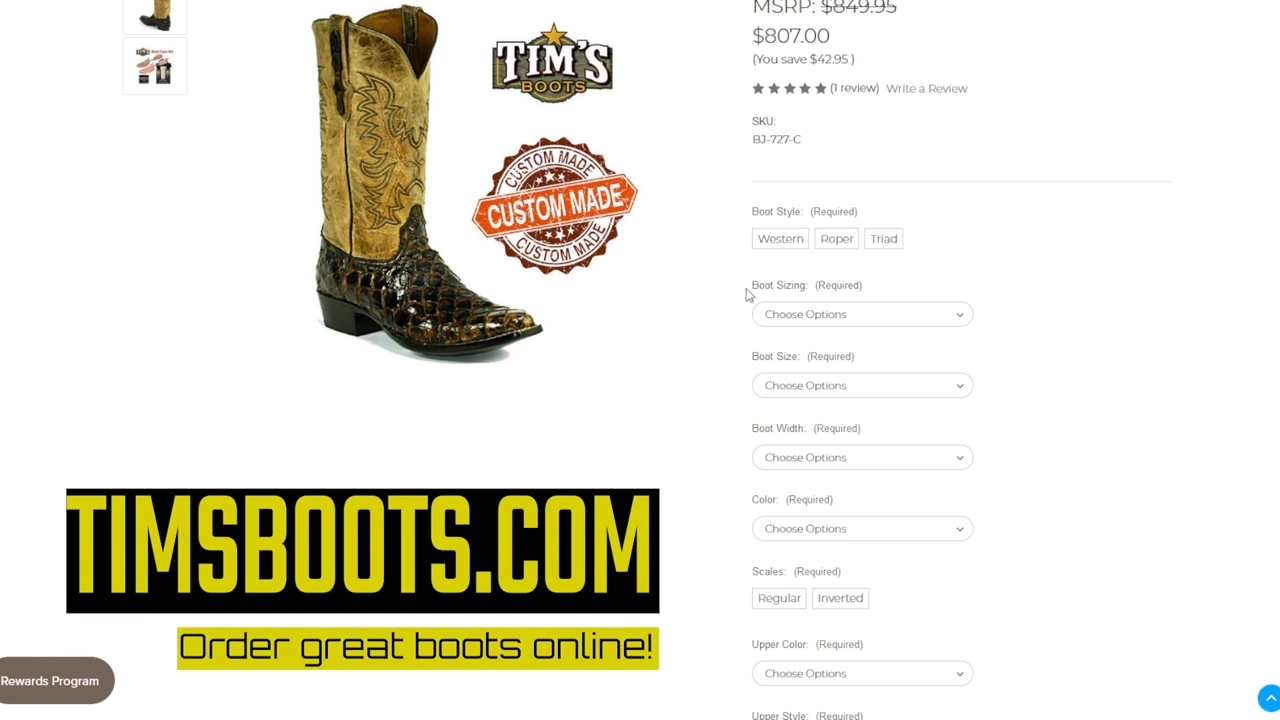 MSRP: $849.95
$807.00
(You save $42.95 )
(1 review) Write a Review
SKU:
BJ-727-C
TIM'S
BOOTS
CUSTOM MADE
CUSTOM MADE
CUSTOM MADE
Boot Style: (Required)
Western Roper Triad
Boot Sizing: (Required)
Choose Options
Boot Size: (Required)
Choose Options
Boot Width: (Required)
Choose Options
Color: (Required)
Choose Options
Scales: (Required)
Regular Inverted
Upper Color: (Required)
Choose Options
Upper Style: (Required)
TIMSBOOTS.COM
Order great boots online!
Rewards Program